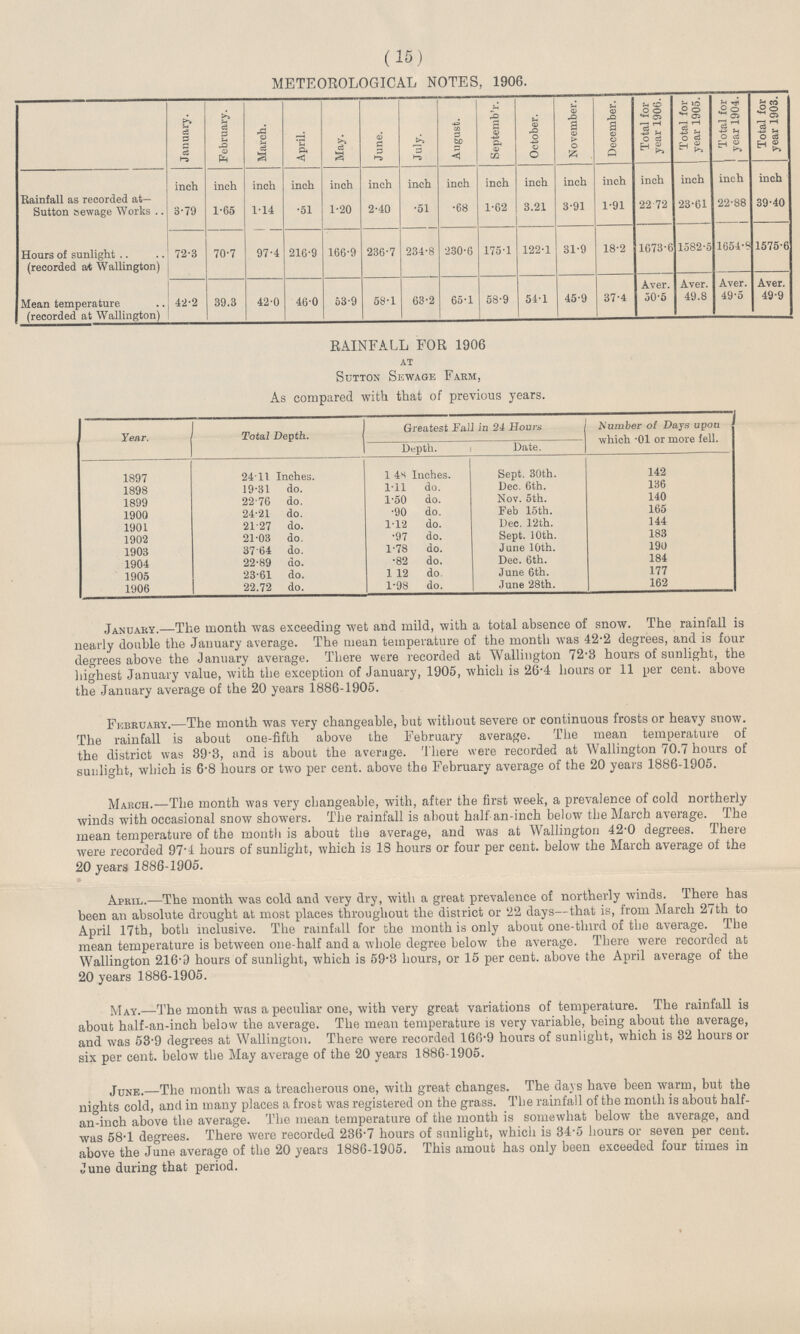 (15)
METEOROLOGICAL NOTES, 1906.
January. February. March. April. May. June. July. August. Septemb'r. October. November. December. Total for year 1906. Total for year 1905. Total for year 1904. Total for year 1903.
inch inch inch inch inch inch inch inch inch inch inch inch inch inch inch inch
Rainfall as recorded at—
Sutton Sewage Works .. 3·79 1·65 1·14 ·51 1·20 2·40 ·51 ·68 1·62 3.21 3·91 1·91 22 72 23·61 22·88 39·40
Hours of sunlight .. .. 72·3 70·7 97·4 216·9 166·9 236·7 234·8 230·6 175·1 122·1 31·9 18·2 1673·6 1582·5 1654·8 1575·6
(recorded at Wallington)
Aver. Aver. Aver. Aver.
Mean temperature .. 42·2 39.3 42·0 46·0 53·9 58·1 63·2 65·1 58·9 54·1 45·9 37·4 50·5 49.8 49·5 49·9
(recorded at Wallington)
RAINFALL FOR 1906
AT
SUTTON SEWAGE FARM,
As compared with that of previous years.
Year. Total Depth. Greatest Fall in 24 Hours Number of Days upon which ·01 or more fell.
Depth. Date.
1897 24·11 Inches. 1 48 Inches. Sept. 30th. 142
1898 19·31 do. 1·11 do. Dec. 6th. 136
1899 22 76 do. 1·50 do. Nov. 5th. 140
1900 24·21 do. ·90 do. Feb 15th. 165
1901 21·27 do. 1·12 do. Dec. 12th. 144
1902 21·03 do. ·97 do. Sept. 10th. 183
1903 37 64 do. 1·78 do. June 10th. 190
1904 22·89 do. ·82 do. Dec. 6th. 184
1905 23·61 do. 1 12 do. June 6th. 177
1906 22.72 do. 1·98 do. June 28th. 162
JANUARY.—The month was exceeding wet and mild, with a total absence of snow. The rainfall is
nearly double the January average. The mean temperature of the month was 42·2 degrees, and is four
degrees above the January average. There were recorded at Wallington 72·3 hours of sunlight, the
highest January value, with the exception of January, 1905, which is 26·4 hours or 11 per cent. above
the January average of the 20 years 1886-1905.
FEBRUARY.—The month was very changeable, but without severe or continuous frosts or heavy snow.
The rainfall is about one-fifth above the February average. The mean temperature of
the district was 39·3, and is about the average. There were recorded at Wallington 70.7 hours of
sunlight, which is 6·8 hours or two per cent. above the February average of the 20 years 1886-1905.
MARCH.—The month was very changeable, with, after the first week, a prevalence of cold northerly
winds with occasional snow showers. The rainfall is about half-an-inch below the March average. The
mean temperature of the month is about the average, and was at Wallington 42·0 degrees. There
were recorded 97·4 hours of sunlight, which is 18 hours or four per cent. below the March average of the
20 years 1886-1905.
APRIL.—The month was cold and very dry, with a great prevalence of northerly winds. There has
been an absolute drought at most places throughout the district or 22 days—that is, from March 27th to
April 17th, both inclusive. The rainfall for the month is only about one-third of the average. The
mean temperature is between one-half and a whole degree below the average. There were recorded at
Wallington 216·9 hours of sunlight, which is 59·3 hours, or 15 per cent. above the April average of the
20 years 1886-1905.
MAY.—The month was a peculiar one, with very great variations of temperature. The rainfall is
about half-an-inch below the average. The mean temperature is very variable, being about the average,
and was 53·9 degrees at Wallington. There were recorded 166·9 hours of sunlight, which is 32 hours or
six per cent. below the May average of the 20 years 1886-1905.
JUNE.—The month was a treacherous one, with great changes. The days have been warm, but the
nights cold, and in many places a frost was registered on the grass. The rainfall of the month is about half-
an-inch above the average. The mean temperature of the month is somewhat below the average, and
was 58·1 degrees. There were recorded 236·7 hours of sunlight, which is 34·5 hours or seven per cent.
above the June average of the 20 years 1886-1905. This amout has only been exceeded four times in
June during that period.